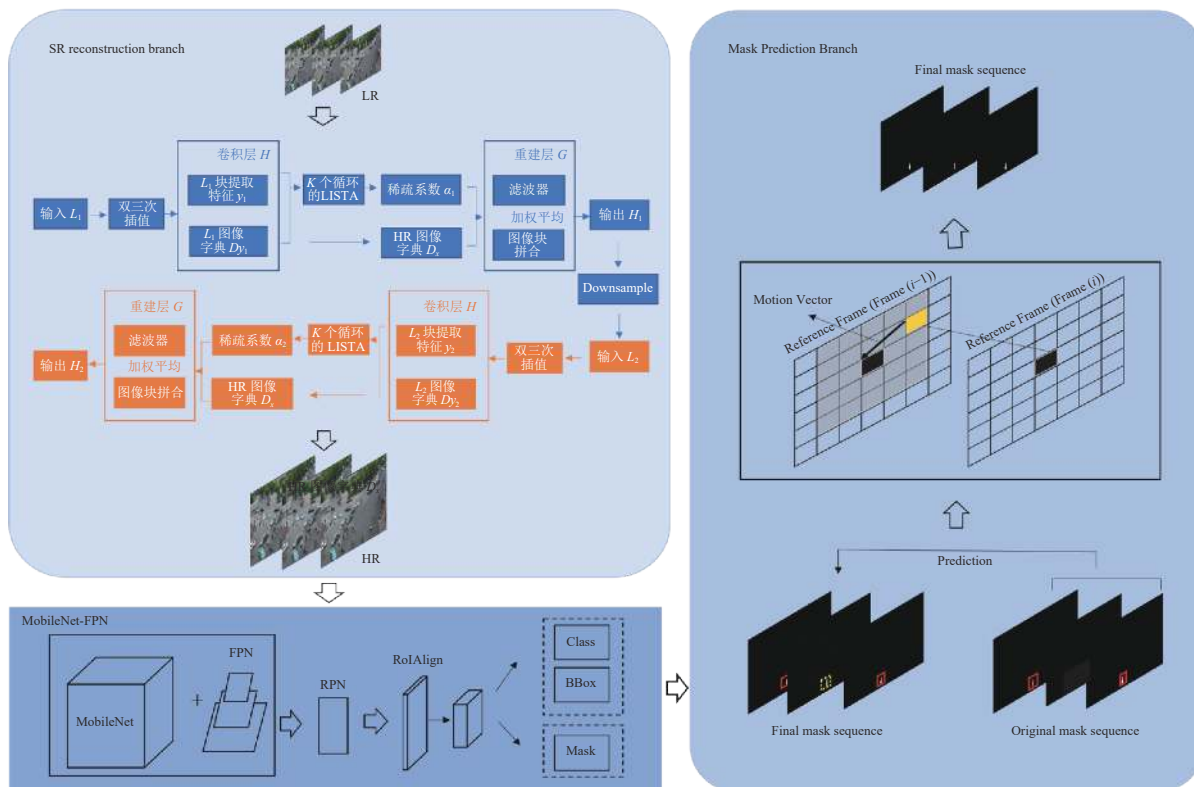 SR reconstruction branch
LR
卷积层 H
重建层 G
输入 L₁
双三次
插值
L₁ 块提取
特征 y₁
L₁ 图像
字典 Dy₁
K 个循环
的LISTA
稀疏系数 α₁
HR 图像
字典 Dₓ
滤波器
加权平均
图像块
拼合
输出 H₁
Downsample
重建层 G
卷积层 H
输出 H₂
滤波器
加权平均
图像块拼合
稀疏系数 α₂
HR 图像
字典 Dₓ
K 个循环
的 LISTA
L₂ 块提取
特征 y₂
L₂ 图像
字典 Dy₂
双三次
插值
输入 L₂
HR
MobileNet-FPN
MobileNet
+
FPN
RPN
RoIAlign
Class
BBox
Mask
Mask Prediction Branch
Final mask sequence
Motion Vector
Reference Frame (Frame (i−1))
Reference Frame (Frame (i))
Prediction
Final mask sequence
Original mask sequence